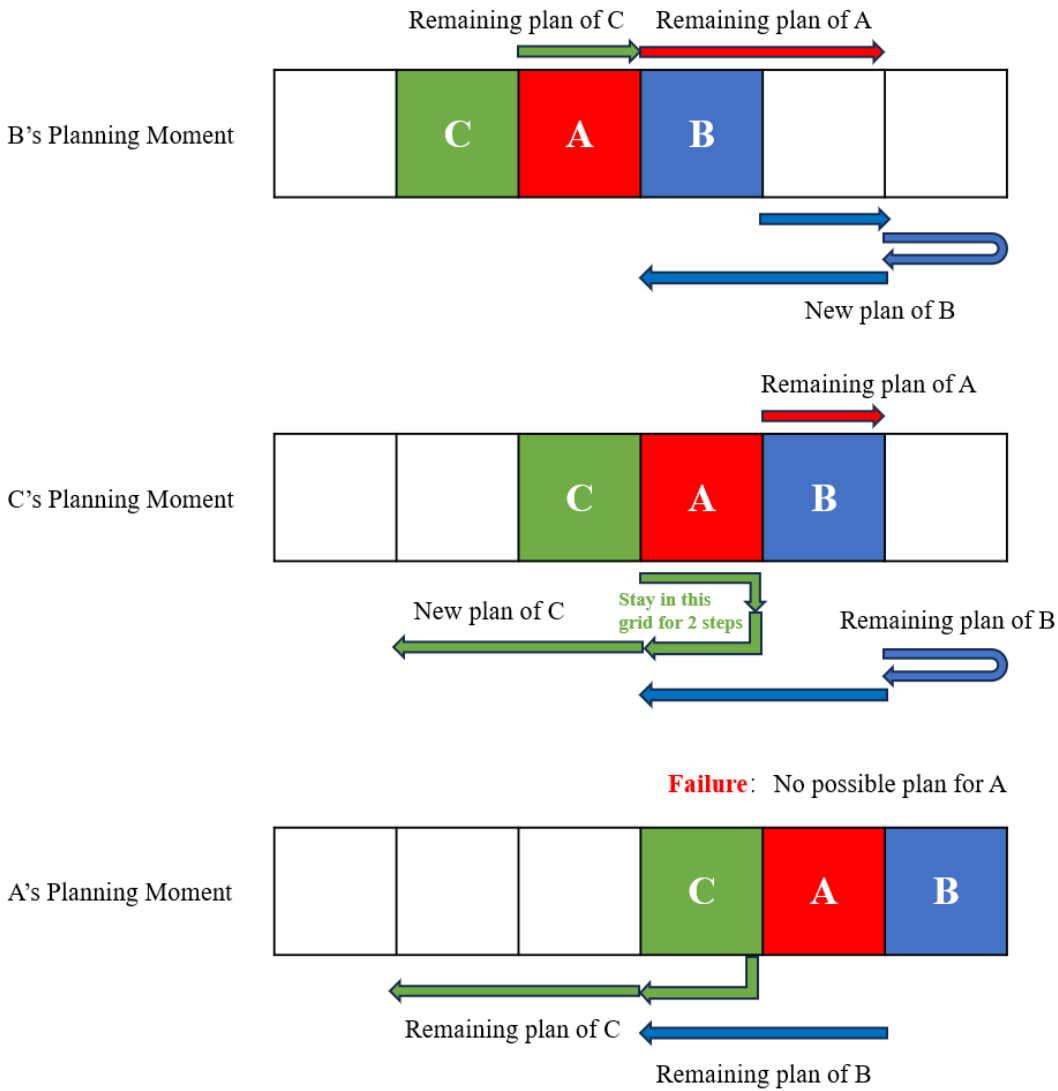 Remaining plan of C
Remaining plan of A
B's Planning Moment
C
A
B
New plan of B
Remaining plan of A
C's Planning Moment
C
A
B
New plan of C
Stay in this
grid for 2 steps
Remaining plan of B
Failure: No possible plan for A
A's Planning Moment
C
A
B
Remaining plan of C
Remaining plan of B